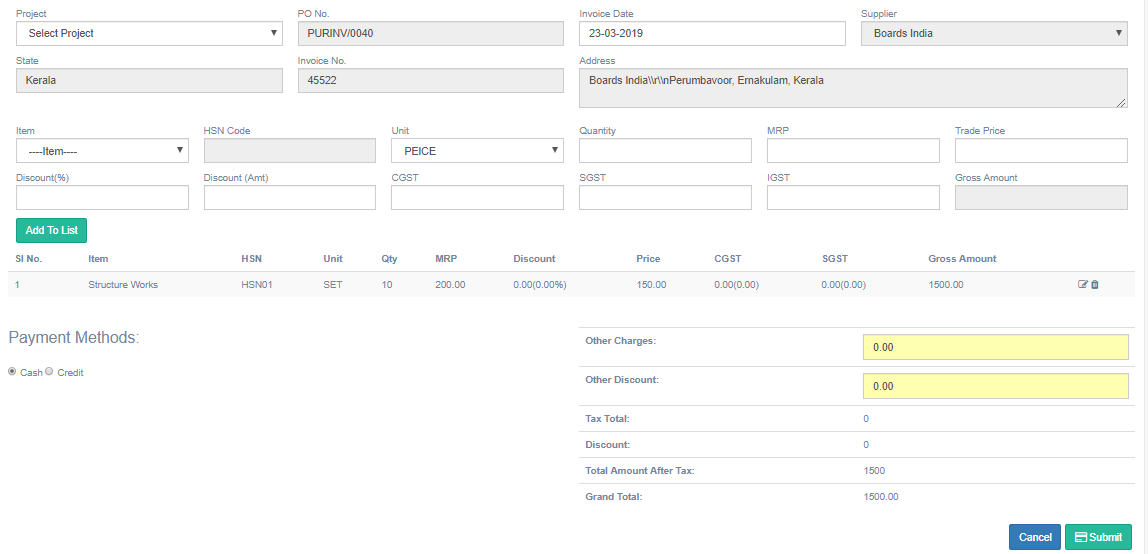 Project PO No. Invoice Date Supplier
Select Project PURINV/0040 23-03-2019 Boards India
State Invoice No. Address
Kerala 45522 Boards India\\r\\nPerumbavoor, Ernakulam, Kerala
Item HSN Code Unit Quantity MRP Trade Price
----Item---- PEICE
Discount(%) Discount (Amt) CGST SGST IGST Gross Amount
Add To List
Sl No. Item HSN Unit Qty MRP Discount Price CGST SGST Gross Amount
1 Structure Works HSN01 SET 10 200.00 0.00(0.00%) 150.00 0.00(0.00) 0.00(0.00) 1500.00
Payment Methods:
Cash Credit
Other Charges: 0.00
Other Discount: 0.00
Tax Total: 0
Discount: 0
Total Amount After Tax: 1500
Grand Total: 1500.00
Cancel Submit